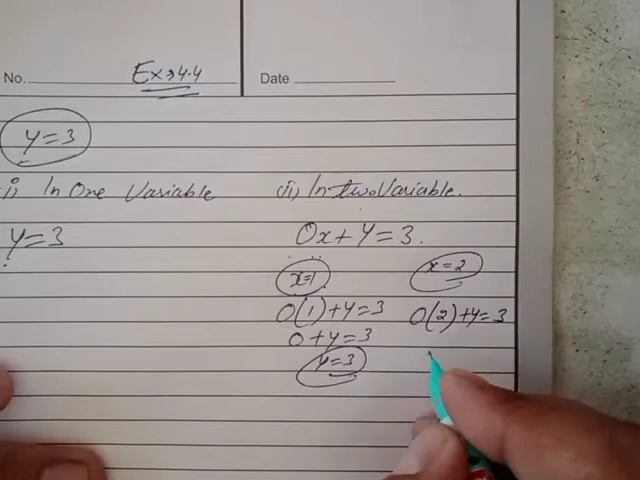 No. Ex→4.4 Date
y=3
i) In One Variable
y=3
(ii) In two Variable.
0x+y=3.
x=1
0(1)+y=3
0+y=3
y=3
x=2
0(2)+y=3